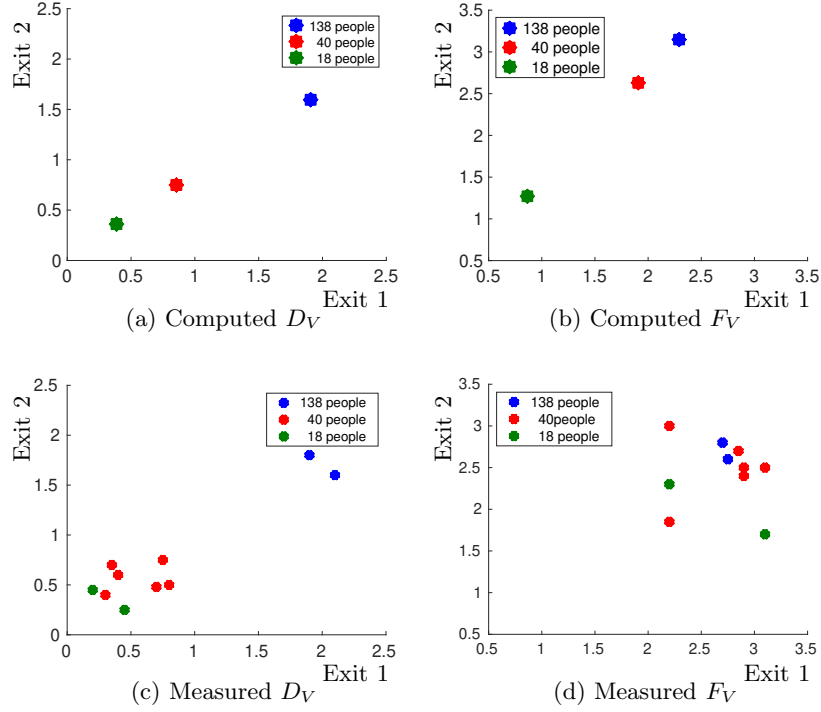 2.5
2
1.5
1
0.5
0
0 0.5 1 1.5 2 2.5
Exit 2
Exit 1
138 people
40 people
18 people
(a) Computed D_V
3.5
3
2.5
2
1.5
1
0.5
0.5 1 1.5 2 2.5 3 3.5
Exit 2
Exit 1
138 people
40 people
18 people
(b) Computed F_V
2.5
2
1.5
1
0.5
0
0 0.5 1 1.5 2 2.5
Exit 2
Exit 1
138 people
40 people
18 people
(c) Measured D_V
3.5
3
2.5
2
1.5
1
0.5
0.5 1 1.5 2 2.5 3 3.5
Exit 2
Exit 1
138 people
40people
18 people
(d) Measured F_V